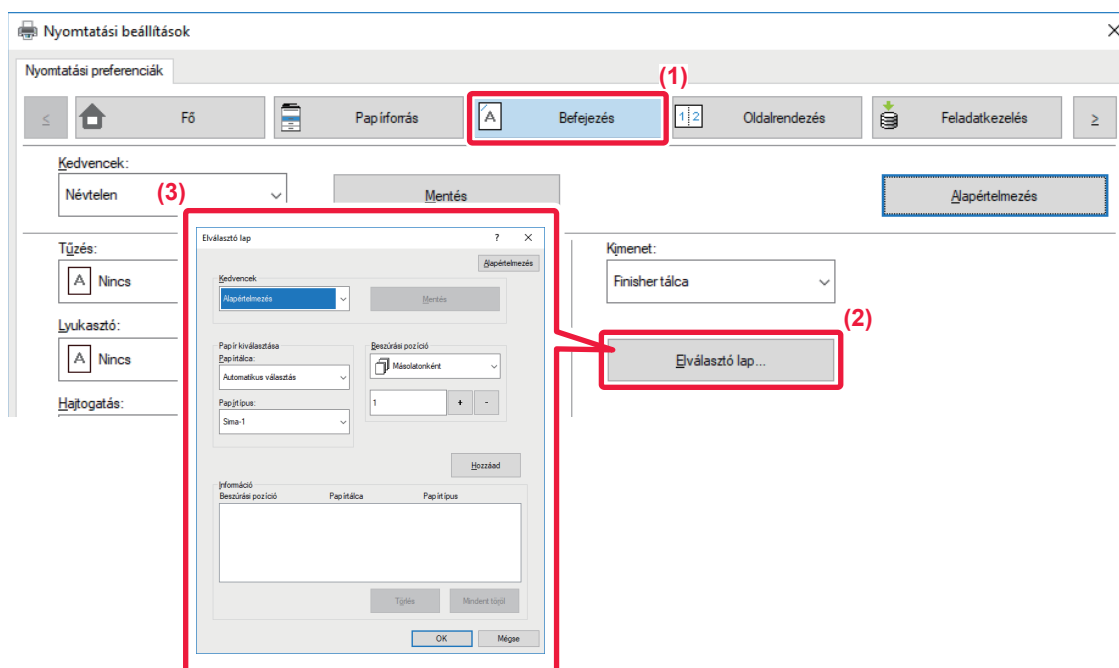 Nyomtatási beállítások
Nyomtatási preferenciák
(1)
<
Fő
Papírforrás
A
Befejezés
1 2
Oldalrendezés
Feladatkezelés
>
Kedvencek:
Névtelen
(3)
Mentés
Alapértelmezés
Tűzés:
A
Nincs
Lyukasztó:
A
Nincs
Hajtogatás:
Elválasztó lap
?
Alapértelmezés
Kedvencek
Alapértelmezés
Mentés
Papír kiválasztása
Papírtálca:
Automatikus választás
Papírtípus:
Sima-1
Beszúrási pozíció
Másolatonként
1
+
-
Hozzáad
Információ
Beszúrási pozíció Papírtálca Papírtípus
Törlés
Mindent töröl
OK
Mégse
Kimenet:
Finisher tálca
(2)
Elválasztó lap...